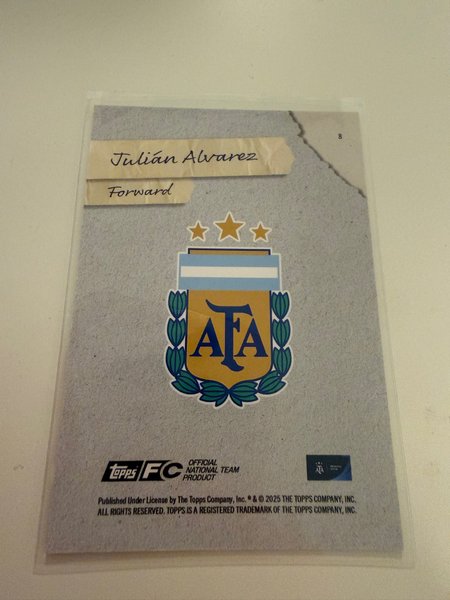 8
Julián Alvarez
Forward
AFA
topps FC OFFICIAL
NATIONAL TEAM
PRODUCT
Published Under License by The Topps Company, Inc. ® & © 2025 THE TOPPS COMPANY, INC.
ALL RIGHTS RESERVED. TOPPS IS A REGISTERED TRADEMARK OF THE TOPPS COMPANY, INC.